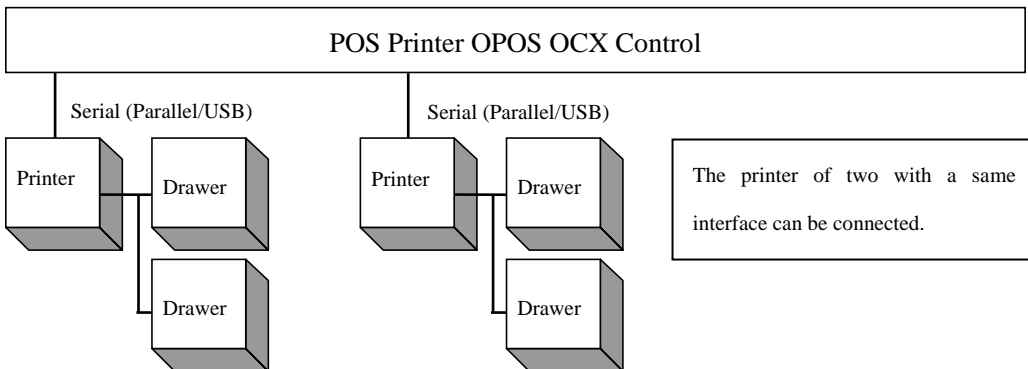 POS Printer OPOS OCX Control
Serial (Parallel/USB)
Serial (Parallel/USB)
Printer
Drawer
Printer
Drawer
The printer of two with a same
interface can be connected.
Drawer
Drawer